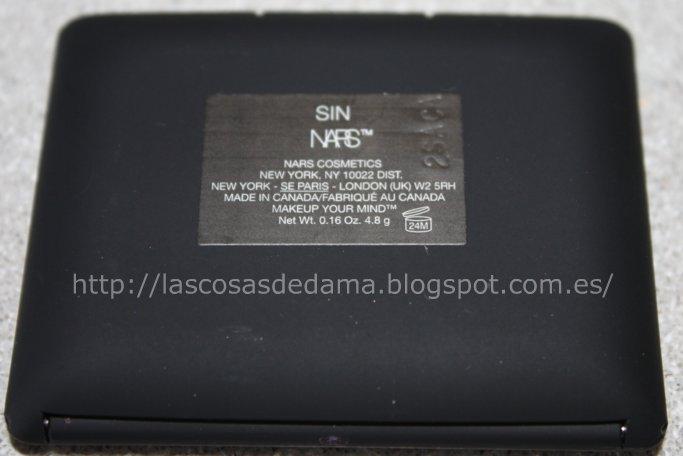 SIN
NARS™
NARS COSMETICS
NEW YORK, NY 10022 DIST.
NEW YORK - SE PARIS - LONDON (UK) W2 5RH
MADE IN CANADA/FABRIQUÉ AU CANADA
MAKEUP YOUR MIND™
Net Wt. 0.16 Oz. 4.8 g
24M
http://lascosasdedama.blogspot.com.es/